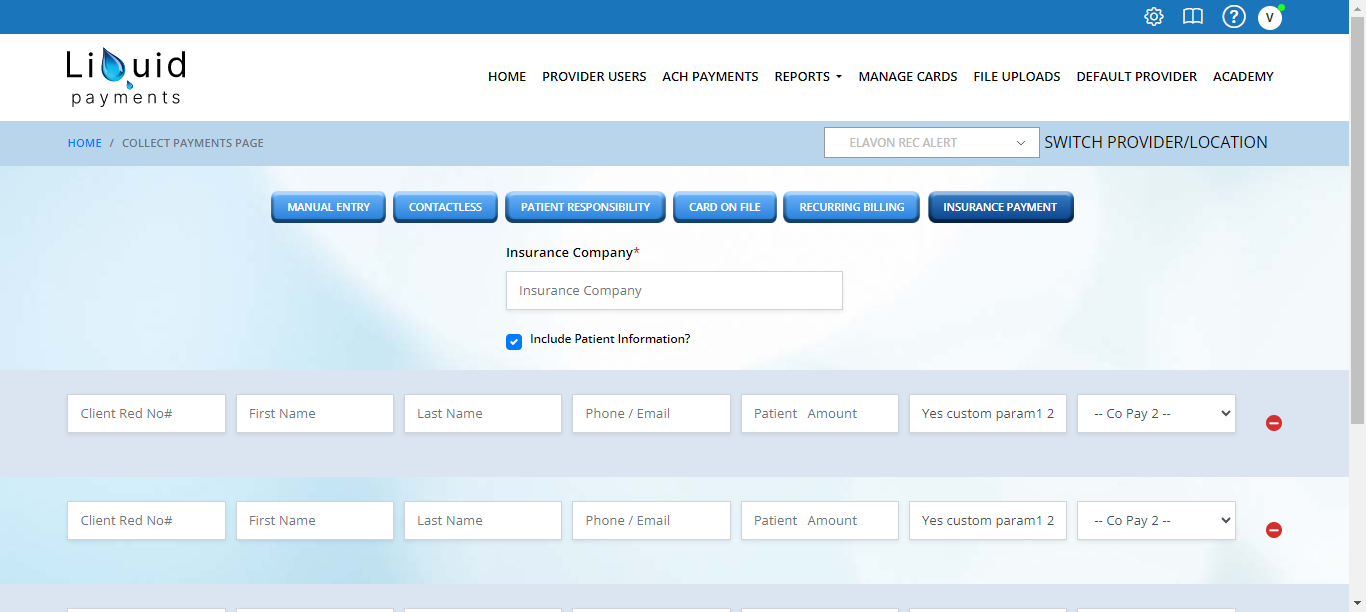 V
Liquid
payments
HOME PROVIDER USERS ACH PAYMENTS REPORTS MANAGE CARDS FILE UPLOADS DEFAULT PROVIDER ACADEMY
HOME / COLLECT PAYMENTS PAGE ELAVON REC ALERT SWITCH PROVIDER/LOCATION
MANUAL ENTRY CONTACTLESS PATIENT RESPONSIBILITY CARD ON FILE RECURRING BILLING INSURANCE PAYMENT
Insurance Company*
Insurance Company
Include Patient Information?
Client Red No# First Name Last Name Phone / Email Patient Amount Yes custom param1 2 -- Co Pay 2 --
Client Red No# First Name Last Name Phone / Email Patient Amount Yes custom param1 2 -- Co Pay 2 --